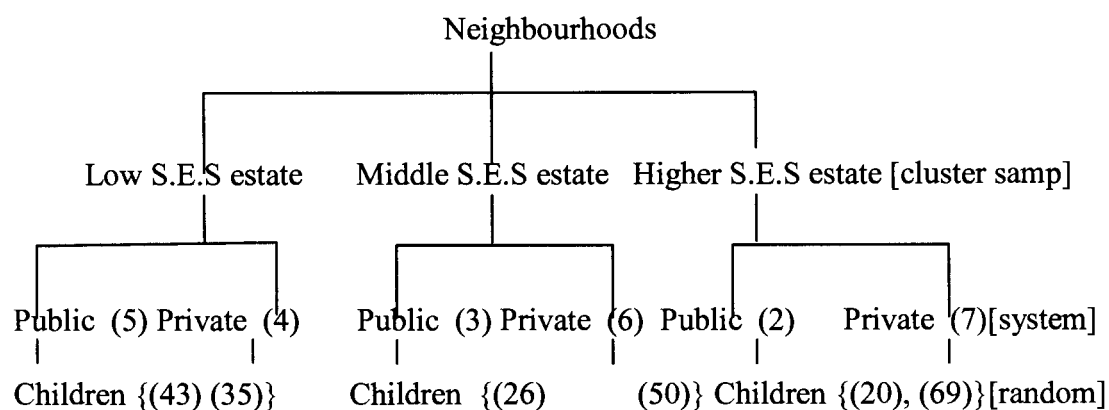 Neighbourhoods
Low S.E.S estate Middle S.E.S estate Higher S.E.S estate [cluster samp]
Public (5) Private (4) Public (3) Private (6) Public (2) Private (7)[system]
Children {(43) (35)} Children {(26) (50)} Children {(20), (69)}[random]